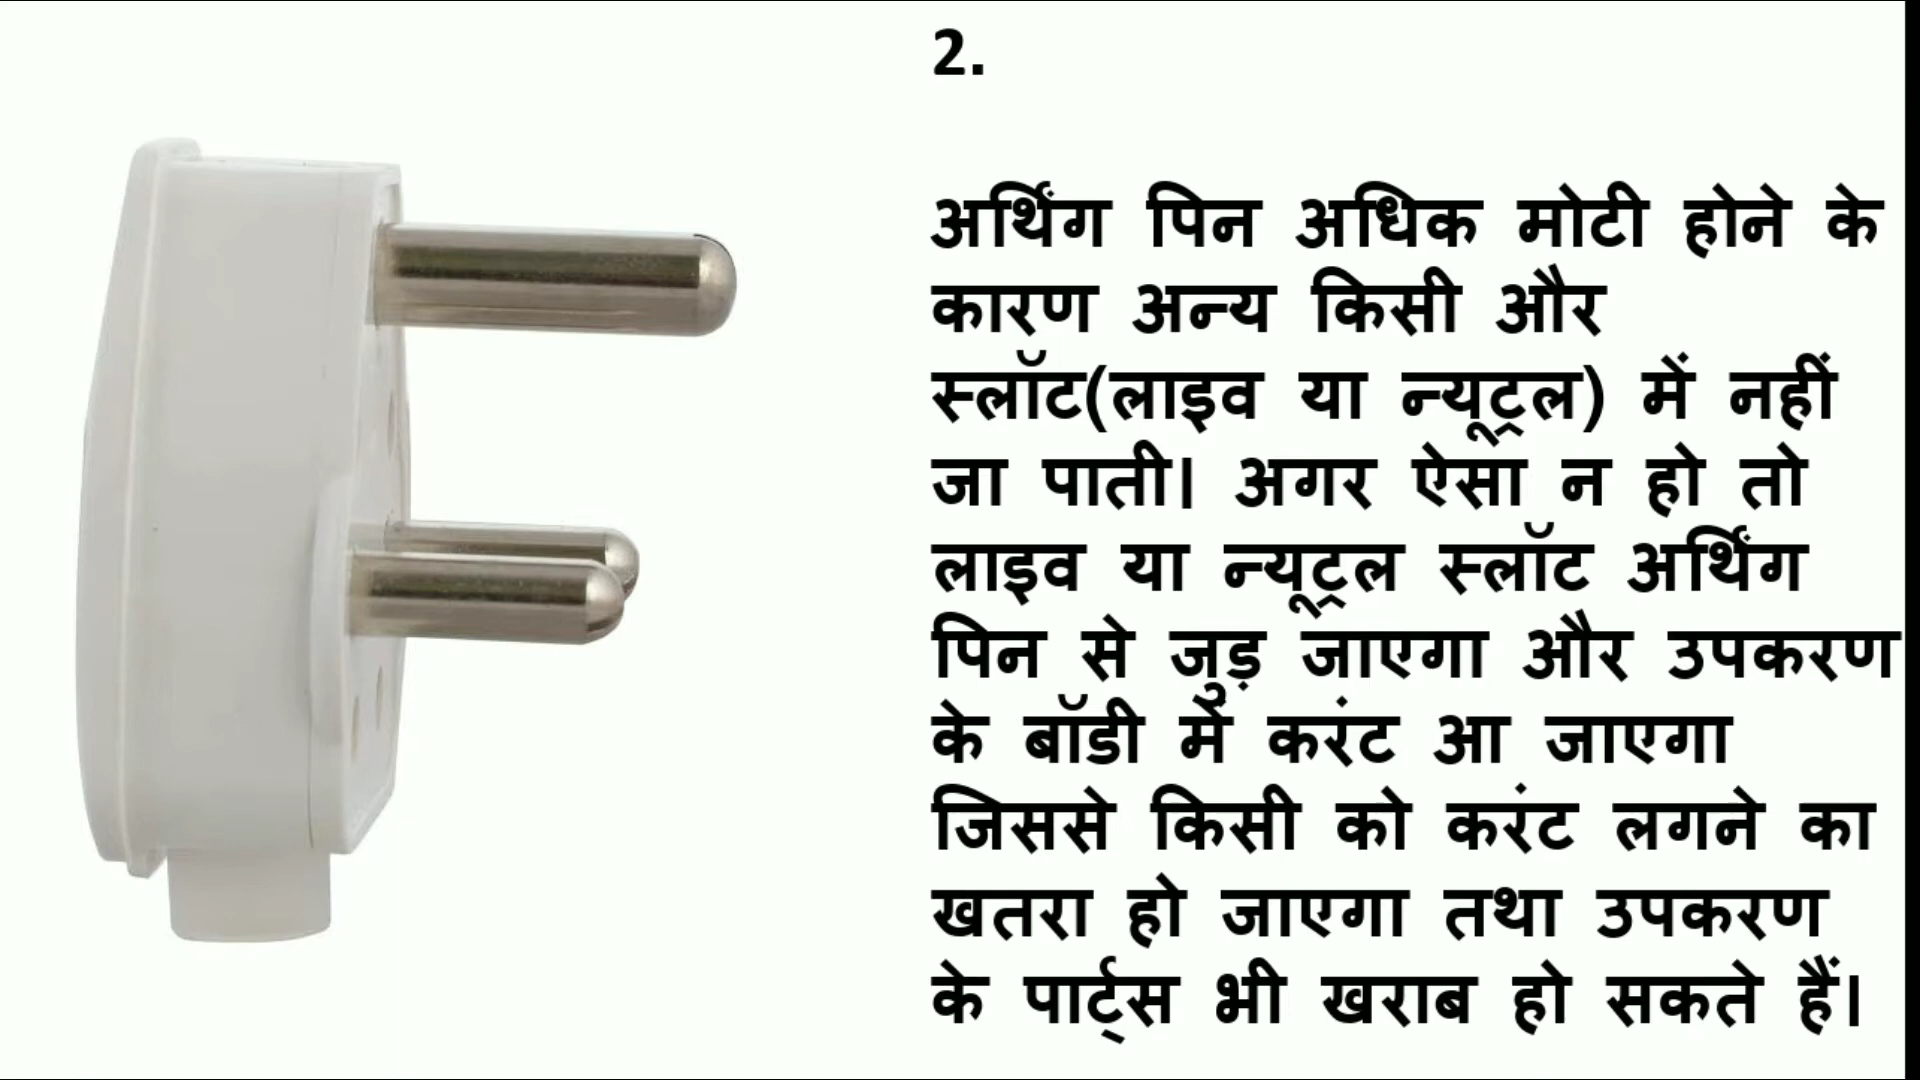 2.
अर्थिंग पिन अधिक मोटी होने के
कारण अन्य किसी और
स्लॉट(लाइव या न्यूट्रल) में नहीं
जा पाती। अगर ऐसा न हो तो
लाइव या न्यूट्रल स्लॉट अर्थिंग
पिन से जुड़ जाएगा और उपकरण
के बॉडी में करंट आ जाएगा
जिससे किसी को करंट लगने का
खतरा हो जाएगा तथा उपकरण
के पार्ट्स भी खराब हो सकते हैं।